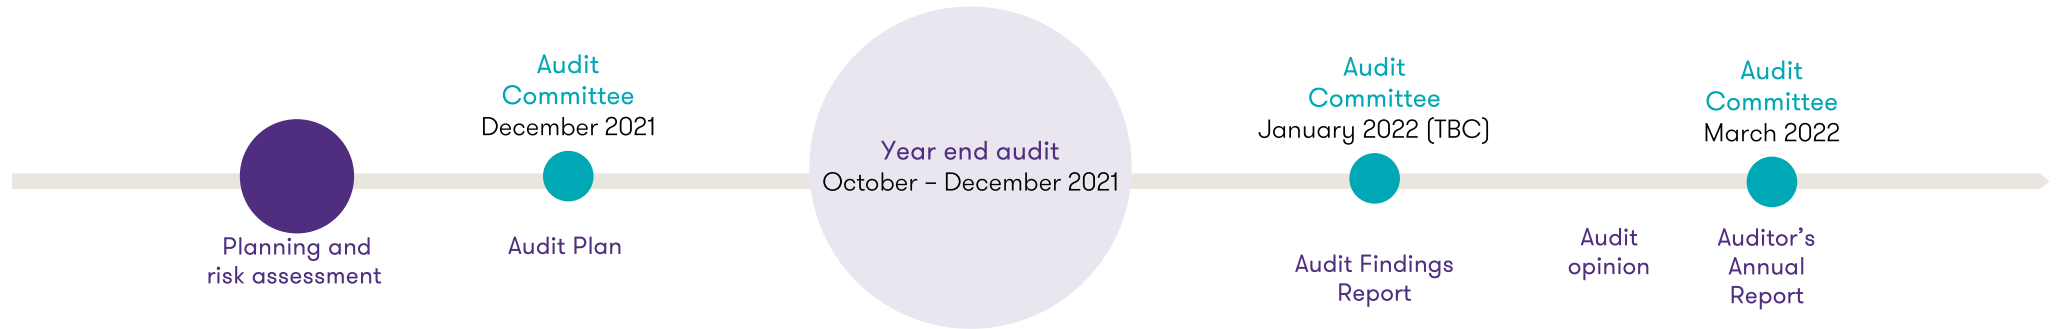 Planning and
risk assessment
Audit
Committee
December 2021
Audit Plan
Year end audit
October – December 2021
Audit
Committee
January 2022 (TBC)
Audit Findings
Report
Audit
opinion
Audit
Committee
March 2022
Auditor’s
Annual
Report